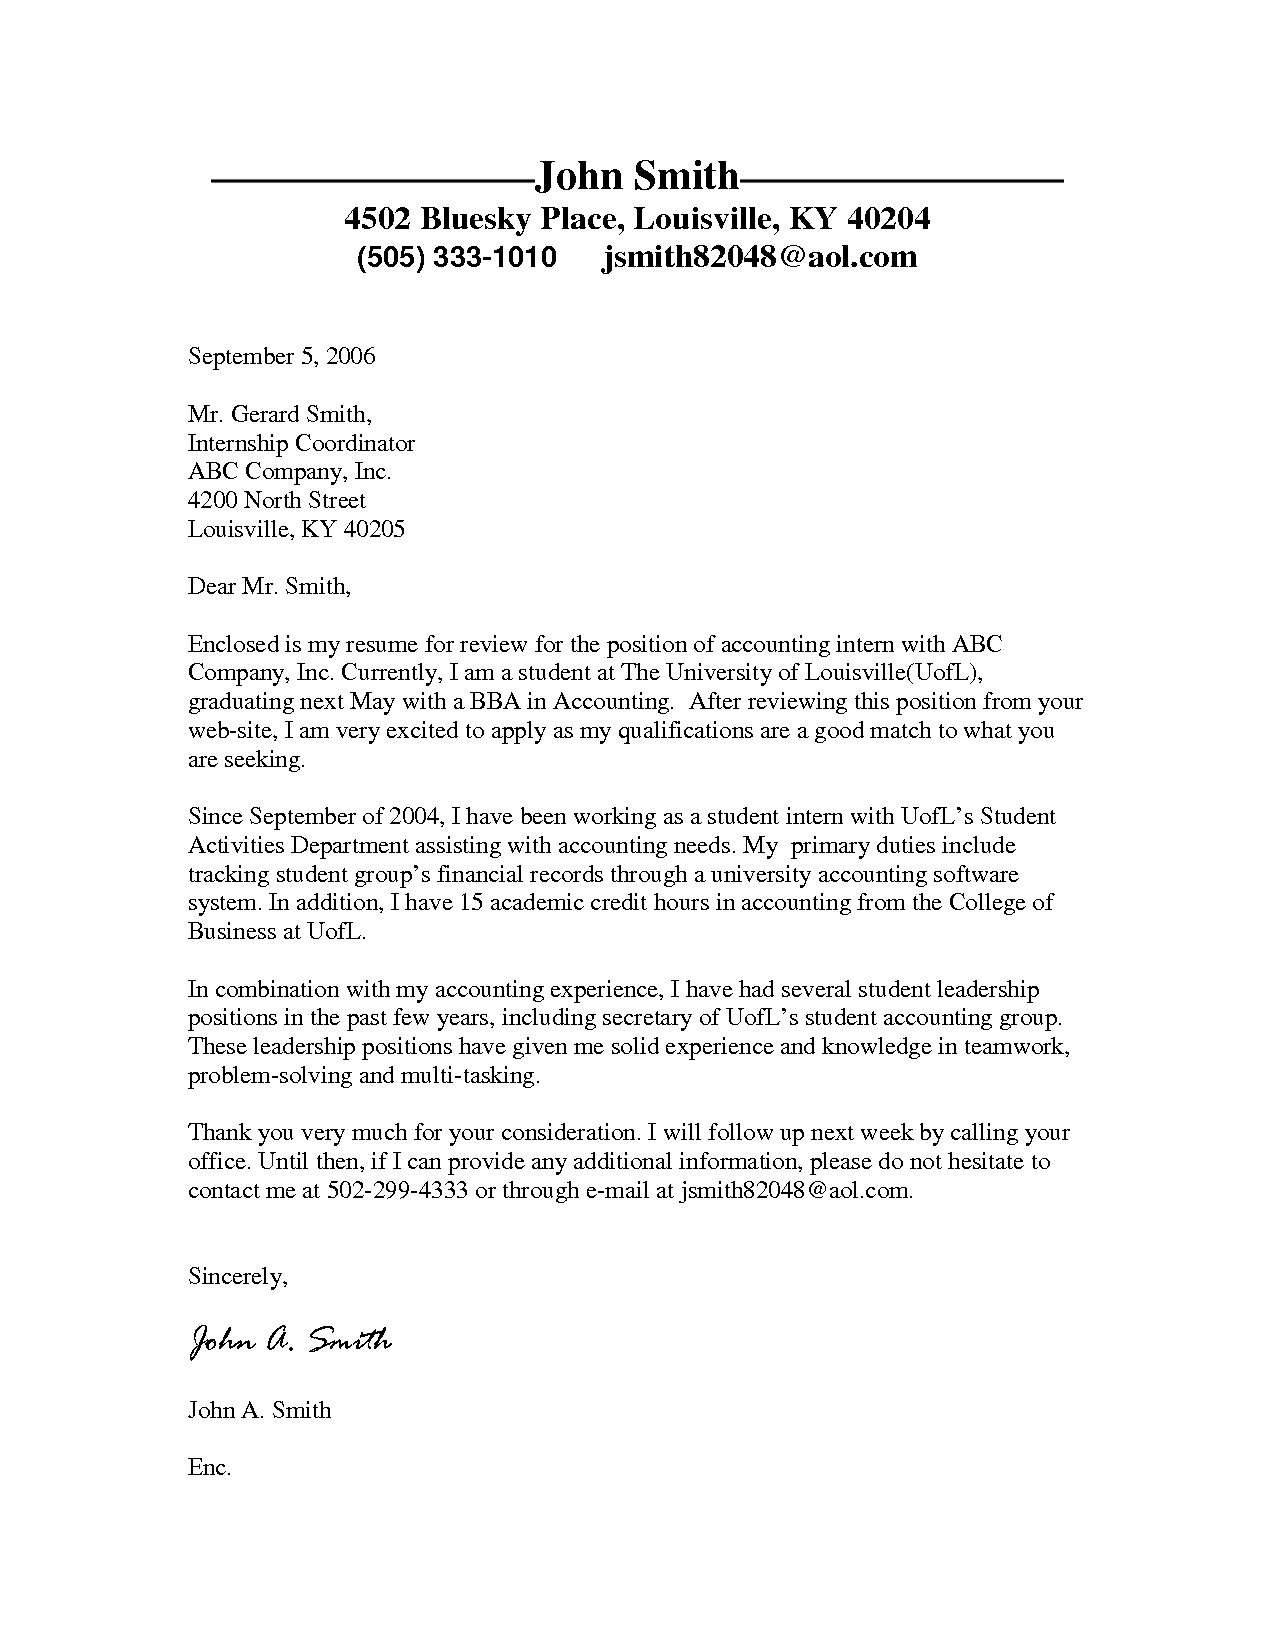 John Smith
4502 Bluesky Place, Louisville, KY 40204
(505) 333-1010 jsmith82048@aol.com
September 5, 2006
Mr. Gerard Smith,
Internship Coordinator
ABC Company, Inc.
4200 North Street
Louisville, KY 40205
Dear Mr. Smith,
Enclosed is my resume for review for the position of accounting intern with ABC
Company, Inc. Currently, I am a student at The University of Louisville(UofL),
graduating next May with a BBA in Accounting.  After reviewing this position from your
web-site, I am very excited to apply as my qualifications are a good match to what you
are seeking.
Since September of 2004, I have been working as a student intern with UofL’s Student
Activities Department assisting with accounting needs. My  primary duties include
tracking student group’s financial records through a university accounting software
system. In addition, I have 15 academic credit hours in accounting from the College of
Business at UofL.
In combination with my accounting experience, I have had several student leadership
positions in the past few years, including secretary of UofL’s student accounting group.
These leadership positions have given me solid experience and knowledge in teamwork,
problem-solving and multi-tasking.
Thank you very much for your consideration. I will follow up next week by calling your
office. Until then, if I can provide any additional information, please do not hesitate to
contact me at 502-299-4333 or through e-mail at jsmith82048@aol.com.
Sincerely,
John A. Smith
John A. Smith
Enc.